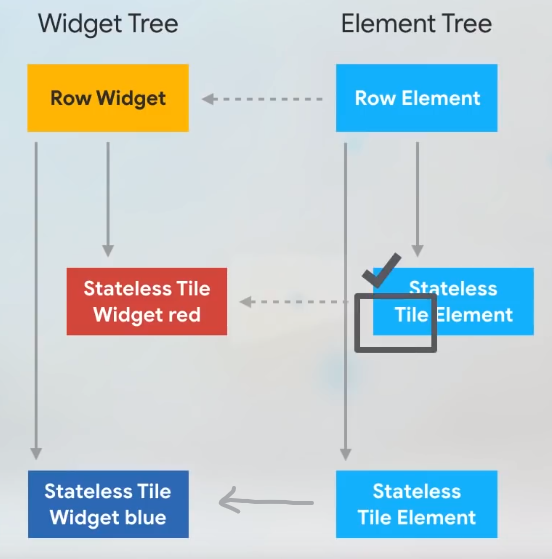 Widget Tree
Element Tree
Row Widget
Row Element
Stateless Tile
Widget red
Stateless
Tile Element
Stateless Tile
Widget blue
Stateless
Tile Element